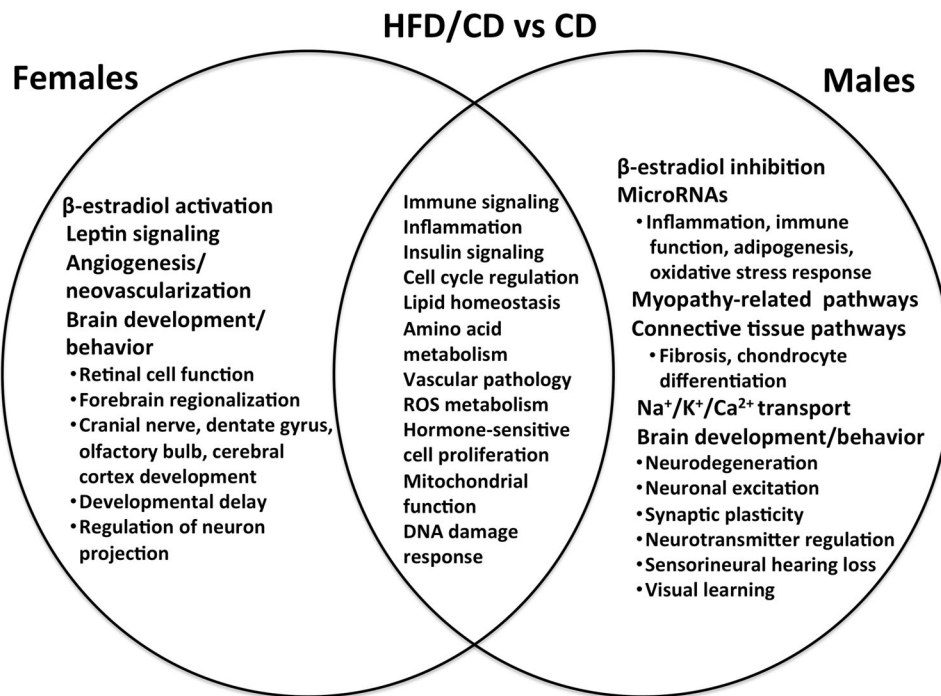 HFD/CD vs CD
Females
Males
β-estradiol activation
Leptin signaling
Angiogenesis/
neovascularization
Brain development/
behavior
•Retinal cell function
•Forebrain regionalization
•Cranial nerve, dentate gyrus,
olfactory bulb, cerebral
cortex development
•Developmental delay
•Regulation of neuron
projection
Immune signaling
Inflammation
Insulin signaling
Cell cycle regulation
Lipid homeostasis
Amino acid
metabolism
Vascular pathology
ROS metabolism
Hormone-sensitive
cell proliferation
Mitochondrial
function
DNA damage
response
β-estradiol inhibition
MicroRNAs
•Inflammation, immune
function, adipogenesis,
oxidative stress response
Myopathy-related pathways
Connective tissue pathways
•Fibrosis, chondrocyte
differentiation
Na⁺/K⁺/Ca²⁺ transport
Brain development/behavior
•Neurodegeneration
•Neuronal excitation
•Synaptic plasticity
•Neurotransmitter regulation
•Sensorineural hearing loss
•Visual learning